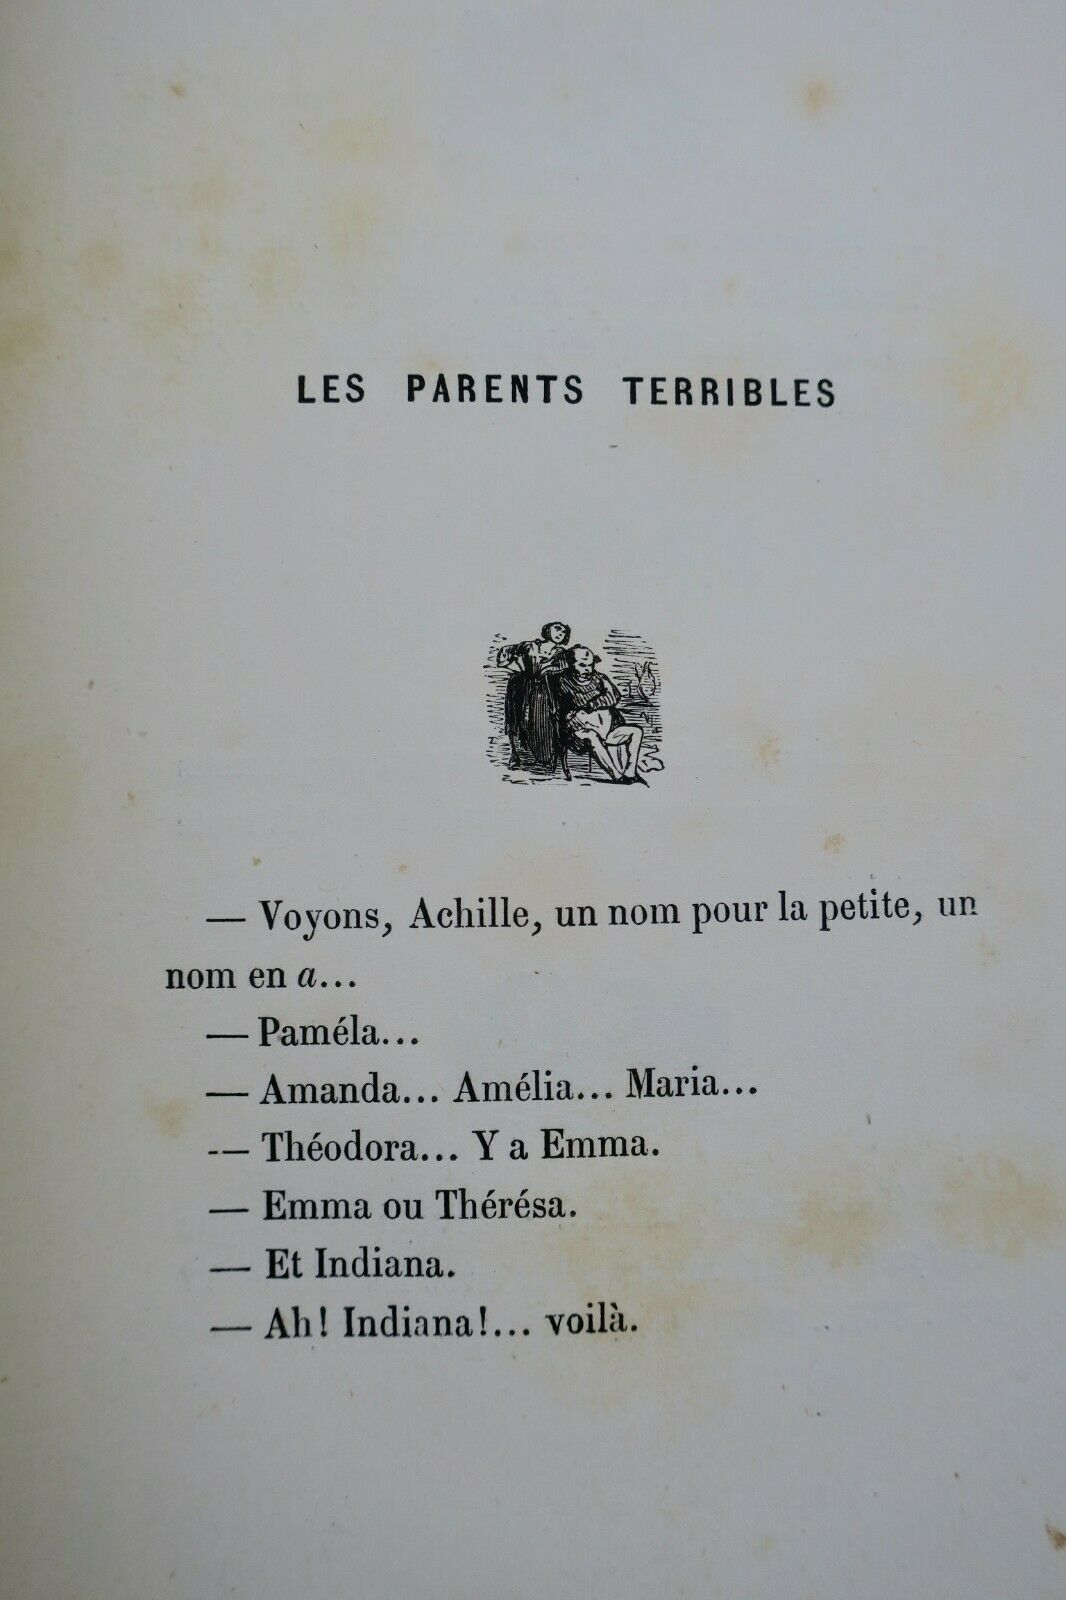 LES PARENTS TERRIBLES
— Voyons, Achille, un nom pour la petite, un
nom en a...
— Paméla...
— Amanda... Amélia... Maria...
-— Théodora... Y a Emma.
— Emma ou Thérésa.
— Et Indiana.
— Ah! Indiana!... voilà.